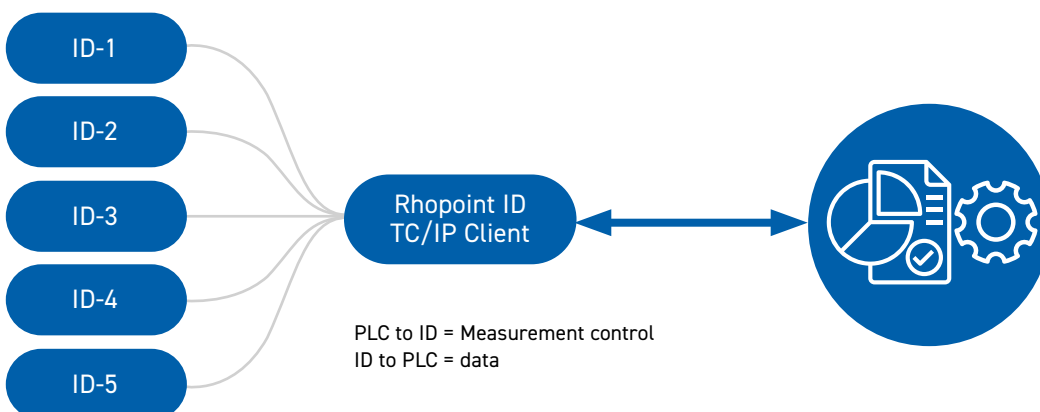 ID-1
ID-2
ID-3
ID-4
ID-5
Rhopoint ID
TC/IP Client
PLC to ID = Measurement control
ID to PLC = data